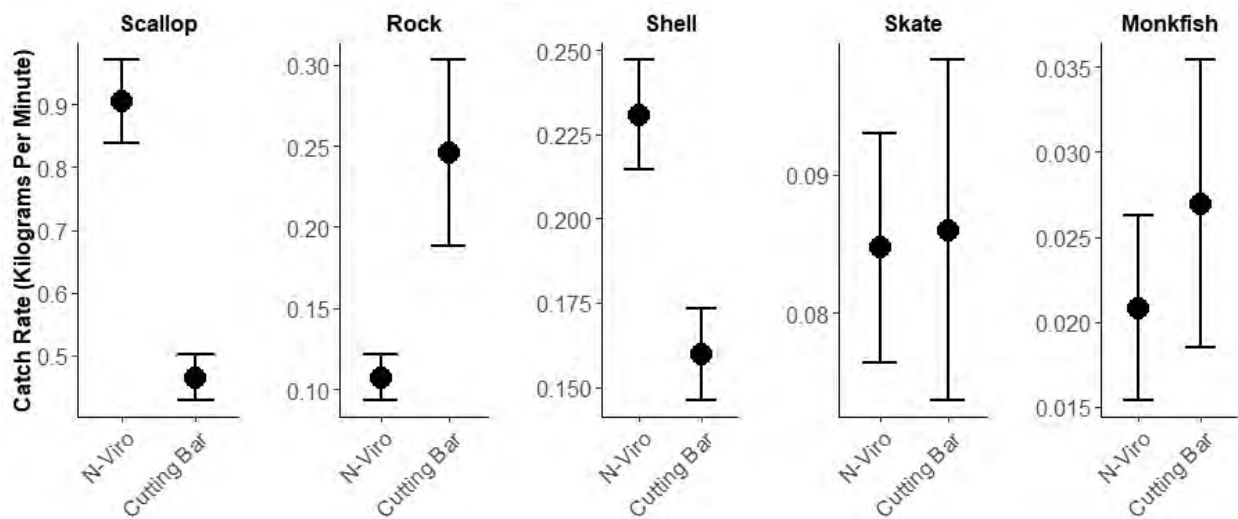 Scallop Rock Shell Skate Monkfish
Catch Rate (Kilograms Per Minute)
0.9
0.8
0.7
0.6
0.5
N-Viro
Cutting Bar
0.30
0.25
0.20
0.15
0.10
N-Viro
Cutting Bar
0.250
0.225
0.200
0.175
0.150
N-Viro
Cutting Bar
0.09
0.08
N-Viro
Cutting Bar
0.035
0.030
0.025
0.020
0.015
N-Viro
Cutting Bar